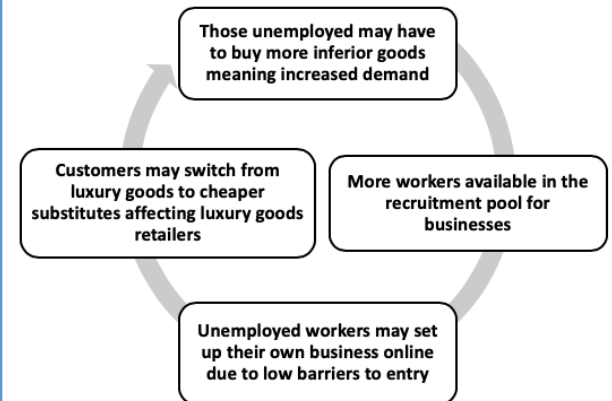 Those unemployed may have
to buy more inferior goods
meaning increased demand
More workers available in the
recruitment pool for
businesses
Unemployed workers may set
up their own business online
due to low barriers to entry
Customers may switch from
luxury goods to cheaper
substitutes affecting luxury goods
retailers